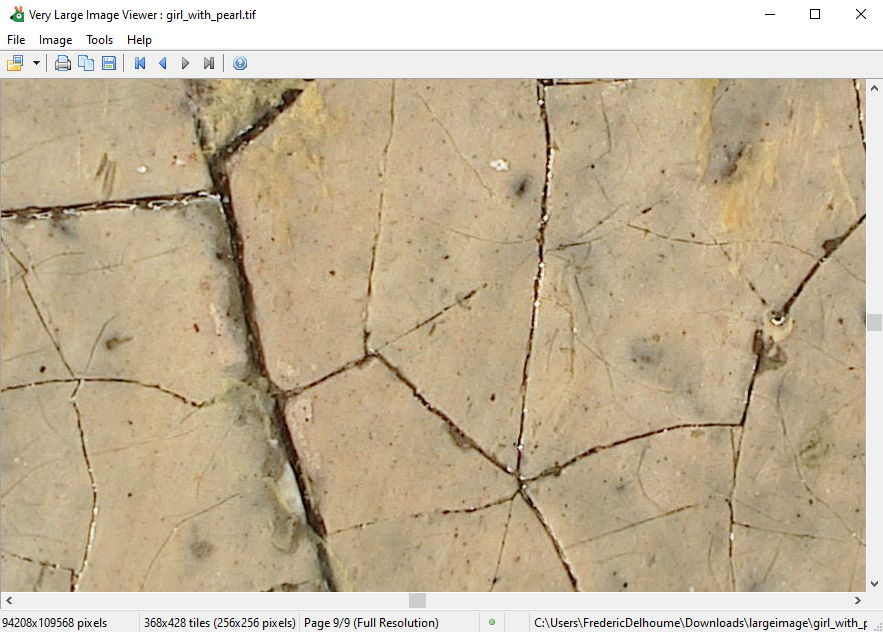 Very Large Image Viewer : girl_with_pearl.tif
File Image Tools Help
94208x109568 pixels 368x428 tiles (256x256 pixels) Page 9/9 (Full Resolution) C:\Users\FredericDelhoume\Downloads\largeimage\girl_with_p